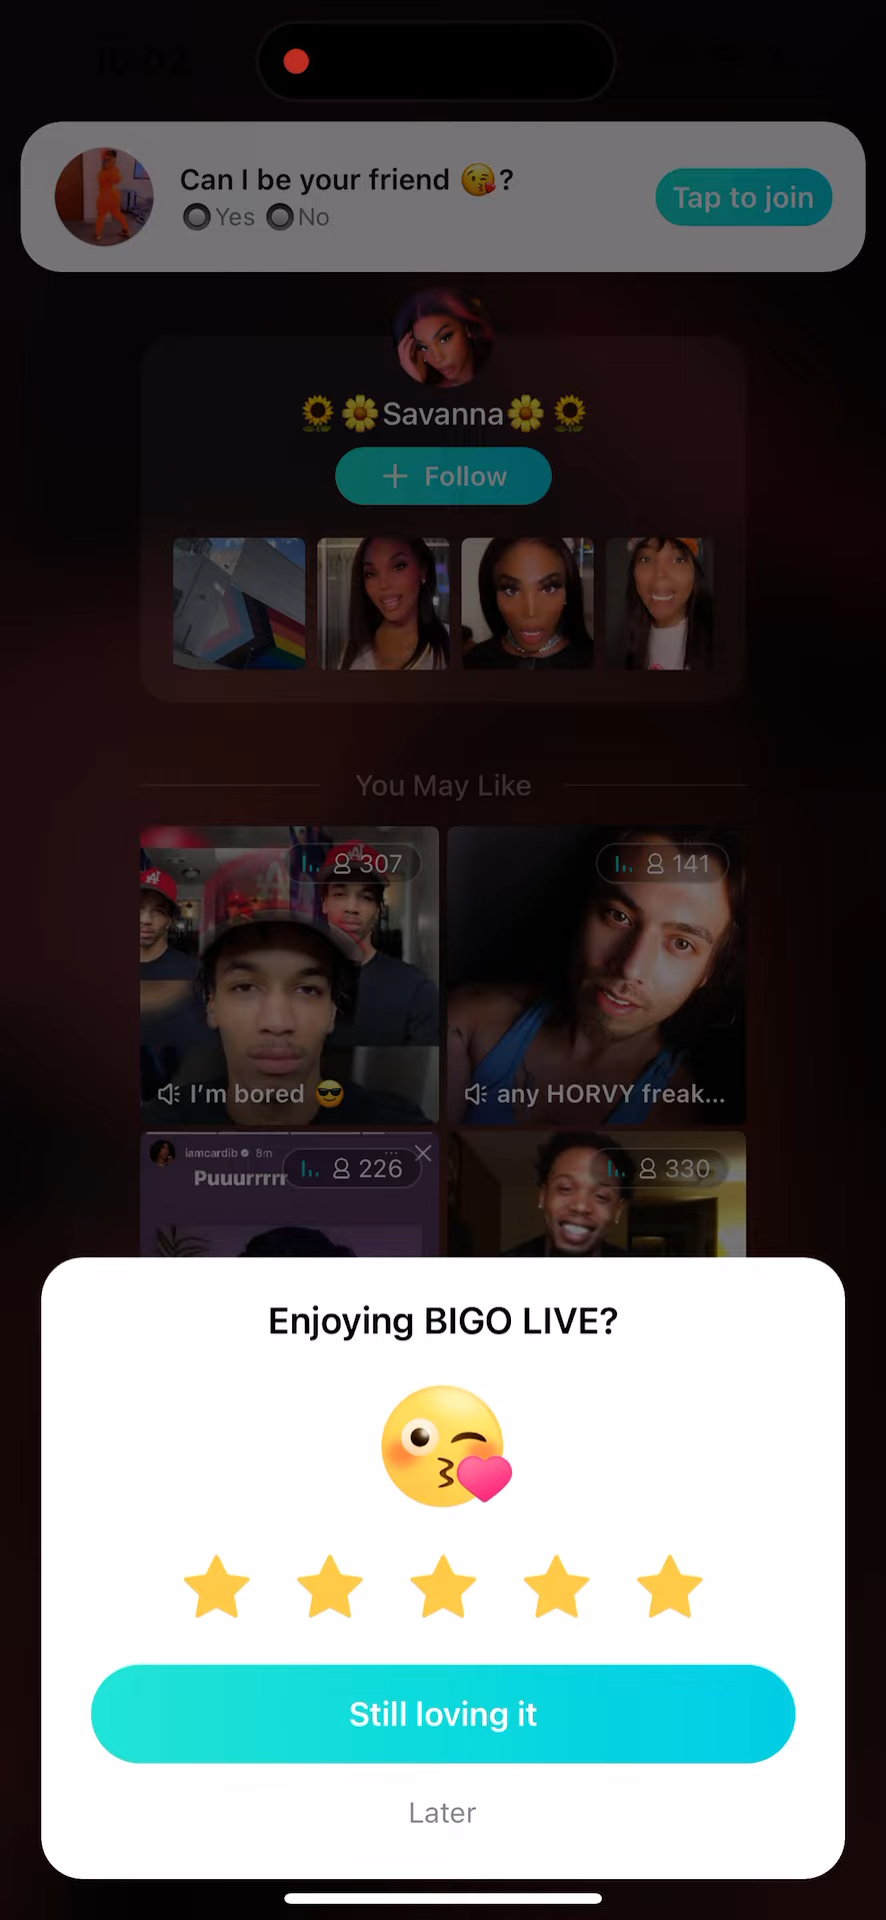 Can I be your friend 😘?
🔘Yes 🔘No
Tap to join
🌻🌼Savanna🌼🌻
+ Follow
You May Like
307
141
I'm bored 😎
any HORVY freak...
iamcardib 8m
Puuurrrrr
226
330
Enjoying BIGO LIVE?
Still loving it
Later